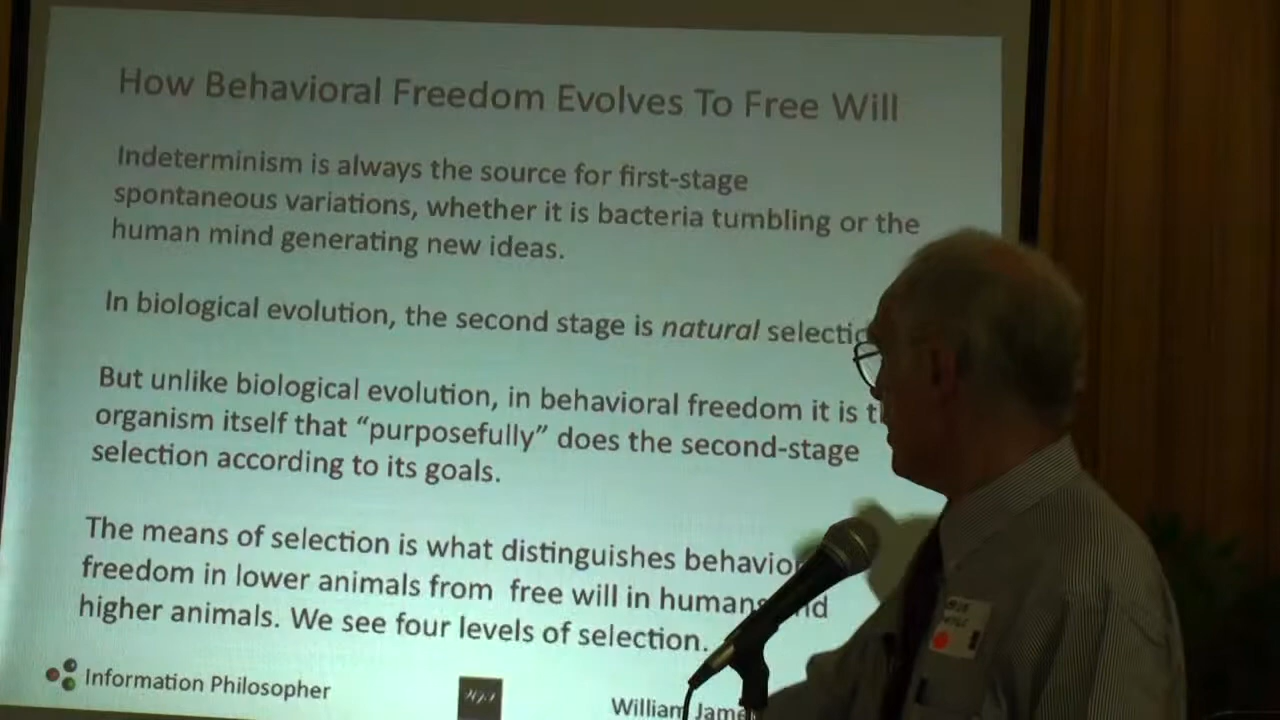 How Behavioral Freedom Evolves To Free Will
Indeterminism is always the source for first-stage
spontaneous variations, whether it is bacteria tumbling or the
human mind generating new ideas.
In biological evolution, the second stage is natural selectio
But unlike biological evolution, in behavioral freedom it is t
organism itself that “purposefully” does the second-stage
selection according to its goals.
The means of selection is what distinguishes behavior
freedom in lower animals from free will in humans nd
higher animals. We see four levels of selection.
Information Philosopher
William Jame